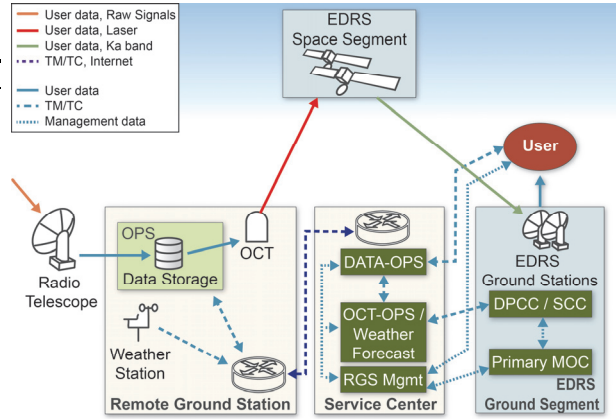 User data, Raw Signals
User data, Laser
User data, Ka band
TM/TC, Internet
User data
TM/TC
Management data
EDRS
Space Segment
User
OPS
Data Storage
OCT
Radio
Telescope
Weather
Station
Remote Ground Station
DATA-OPS
OCT-OPS /
Weather
Forecast
RGS Mgmt
Service Center
EDRS
Ground Stations
DPCC / SCC
Primary MOC
EDRS
Ground Segment